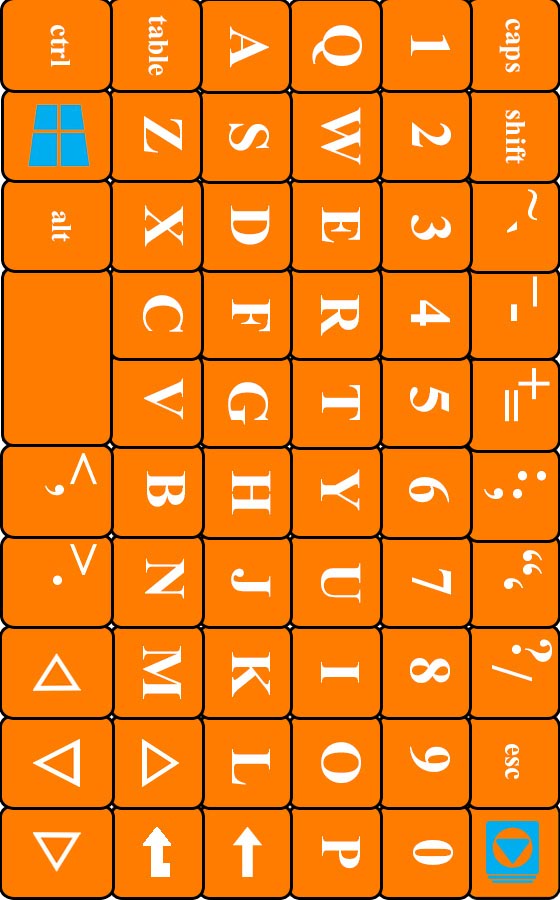 caps shift ~ ` _ - + = : ; “ ‘ ? / esc
1 2 3 4 5 6 7 8 9 0
Q W E R T Y U I O P
A S D F G H J K L
table Z X C V B N M
ctrl alt < , > .